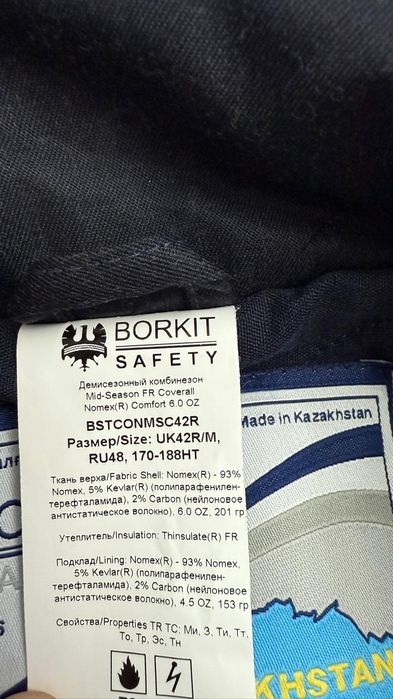 BORKIT
SAFETY
Демисезонный комбинезон
Mid-Season FR Coverall
Nomex(R) Comfort 6.0 OZ
BSTCONMSC42R
Размер/Size: UK42R/M,
RU48, 170-188HT
Ткань верха/Fabric Shell: Nomex(R) - 93%
Nomex, 5% Kevlar(R) (полипарафенилен-
терефталамида), 2% Carbon (нейлоновое
антистатическое волокно), 6.0 OZ, 201 гр
Утеплитель/Insulation: Thinsulate(R) FR
Подклад/Lining: Nomex(R) - 93% Nomex,
5% Kevlar(R) (полипарафенилен-
терефталамида), 2% Carbon (нейлоновое
антистатическое волокно), 4.5 OZ, 153 гр
Свойства/Properties TR TC: Ми, З, Ти, Тт,
То, Тр, Эс, Тн
Made in Kazakhstan
KHSTAN